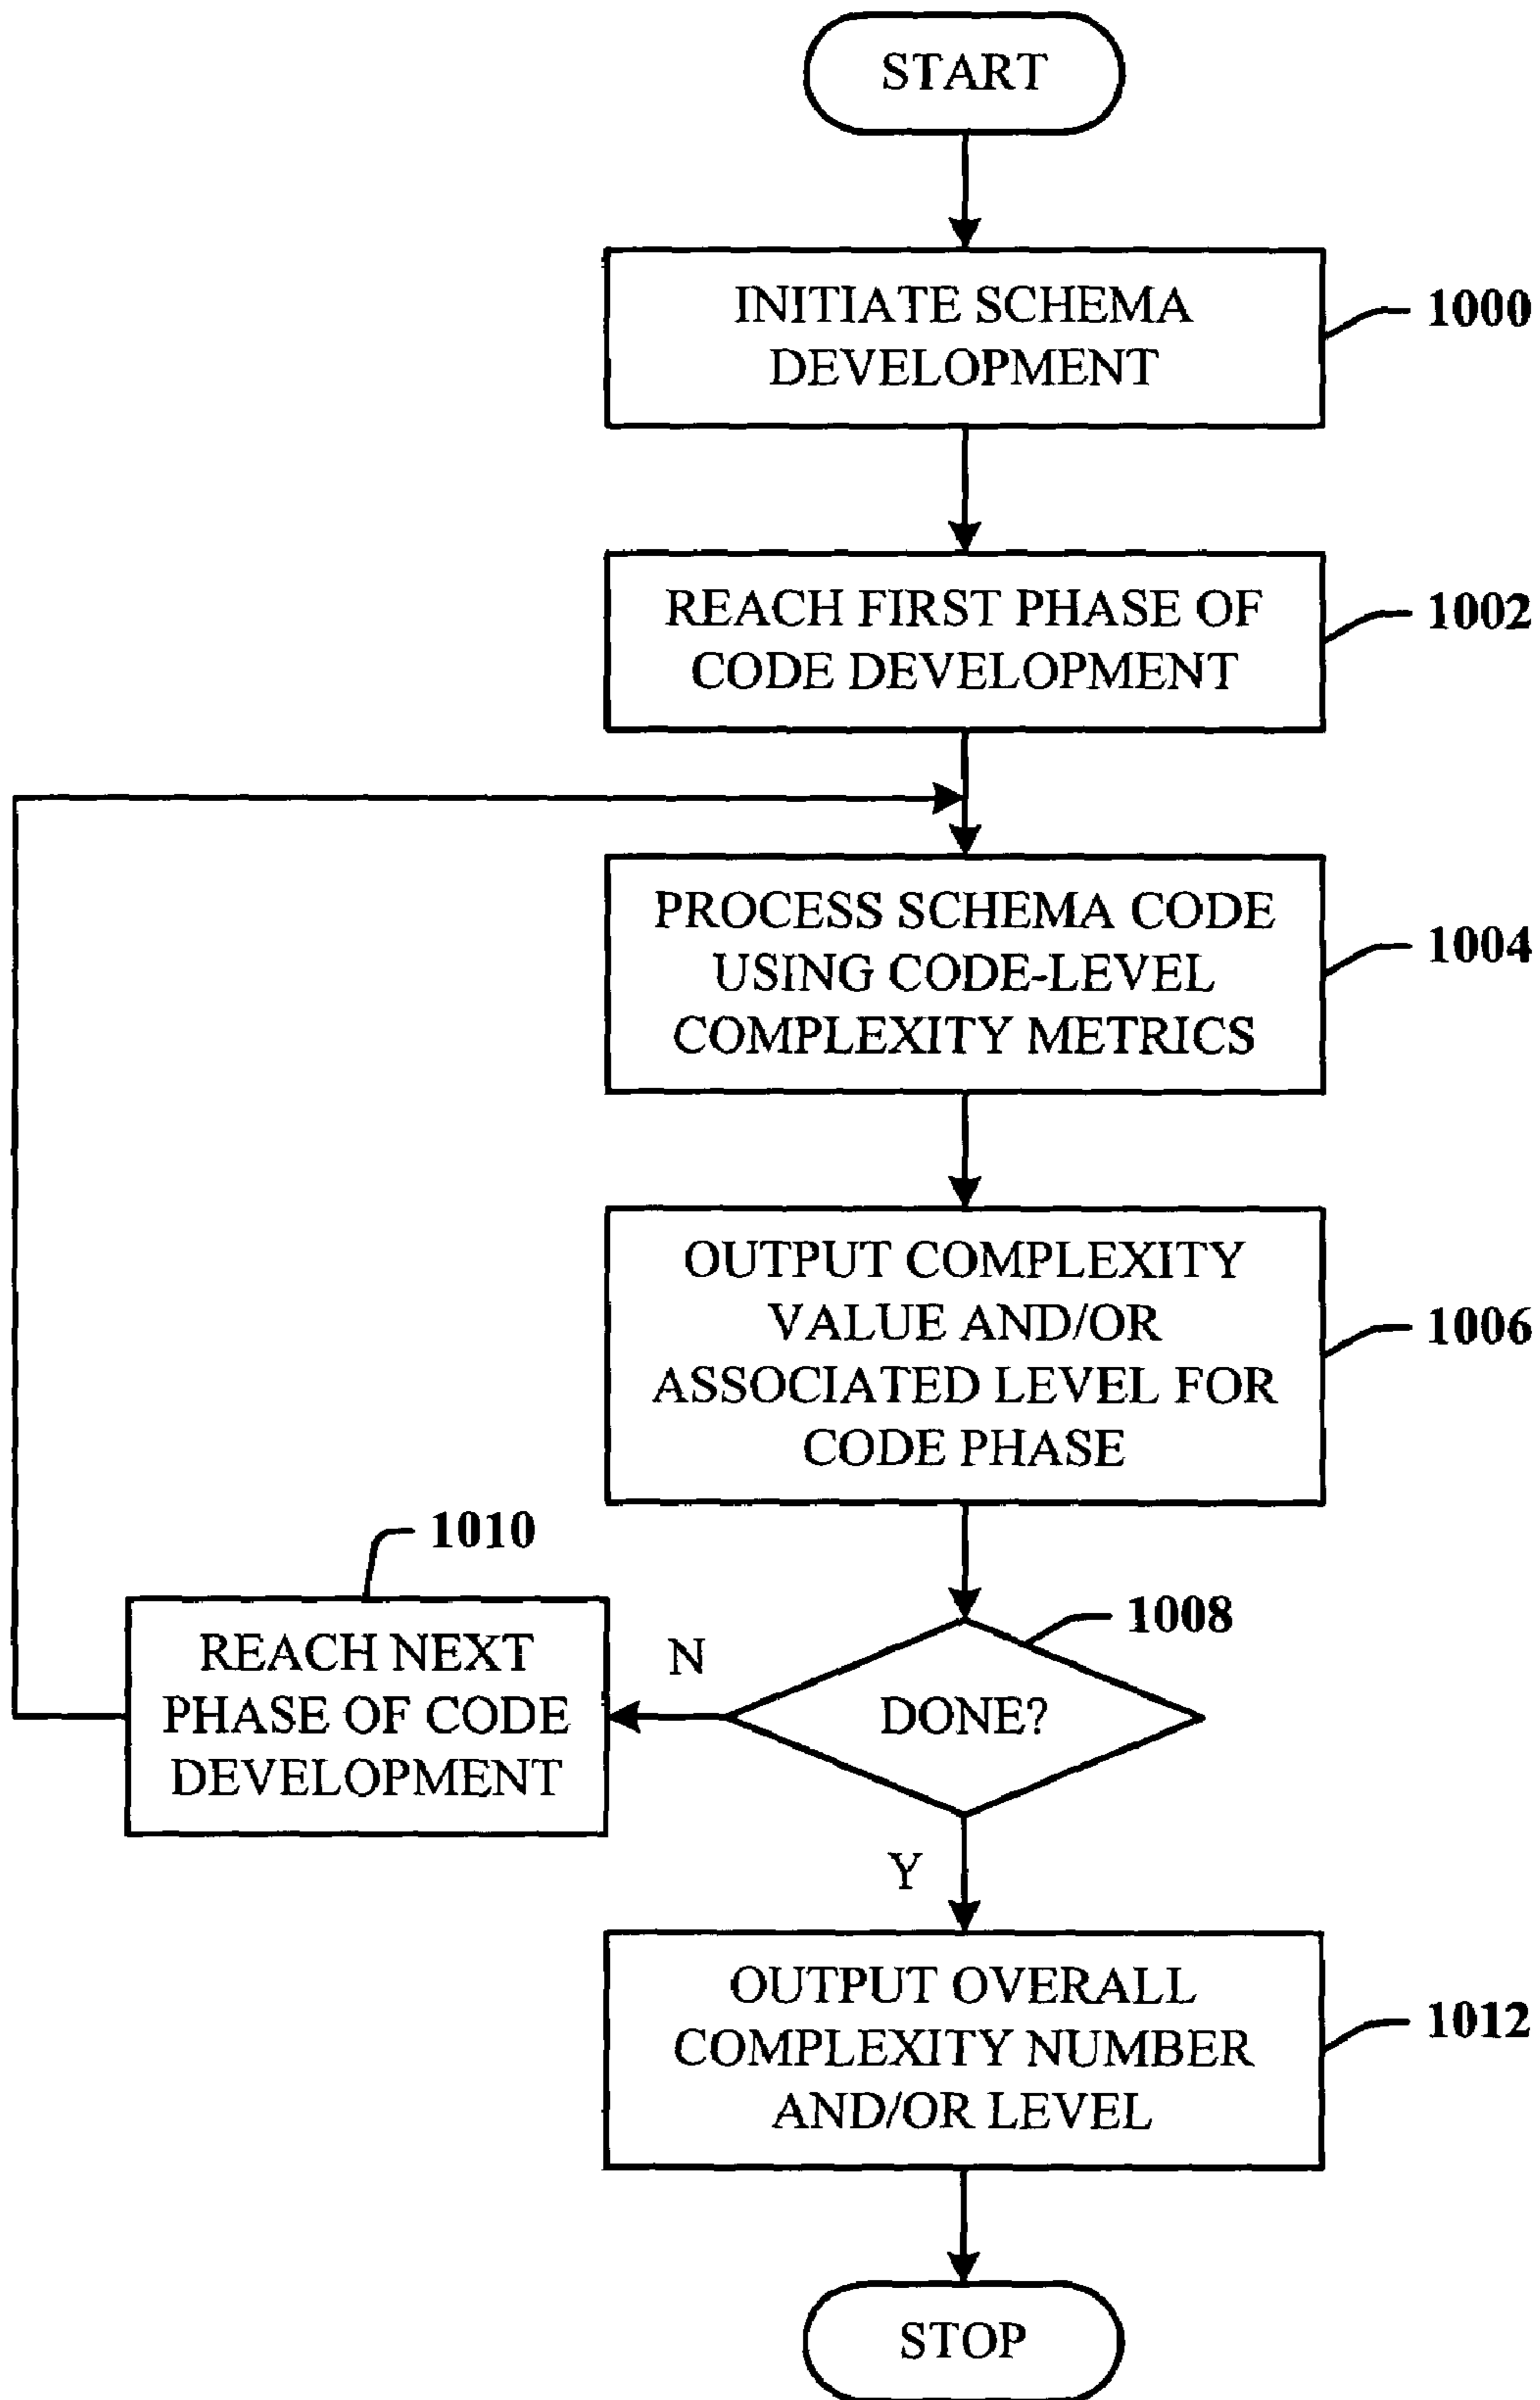 START
INITIATE SCHEMA
DEVELOPMENT
1000
REACH FIRST PHASE OF
CODE DEVELOPMENT
1002
PROCESS SCHEMA CODE
USING CODE-LEVEL
COMPLEXITY METRICS
1004
OUTPUT COMPLEXITY
VALUE AND/OR
ASSOCIATED LEVEL FOR
CODE PHASE
1006
1010
REACH NEXT
PHASE OF CODE
DEVELOPMENT
N
1008
DONE?
Y
OUTPUT OVERALL
COMPLEXITY NUMBER
AND/OR LEVEL
1012
STOP